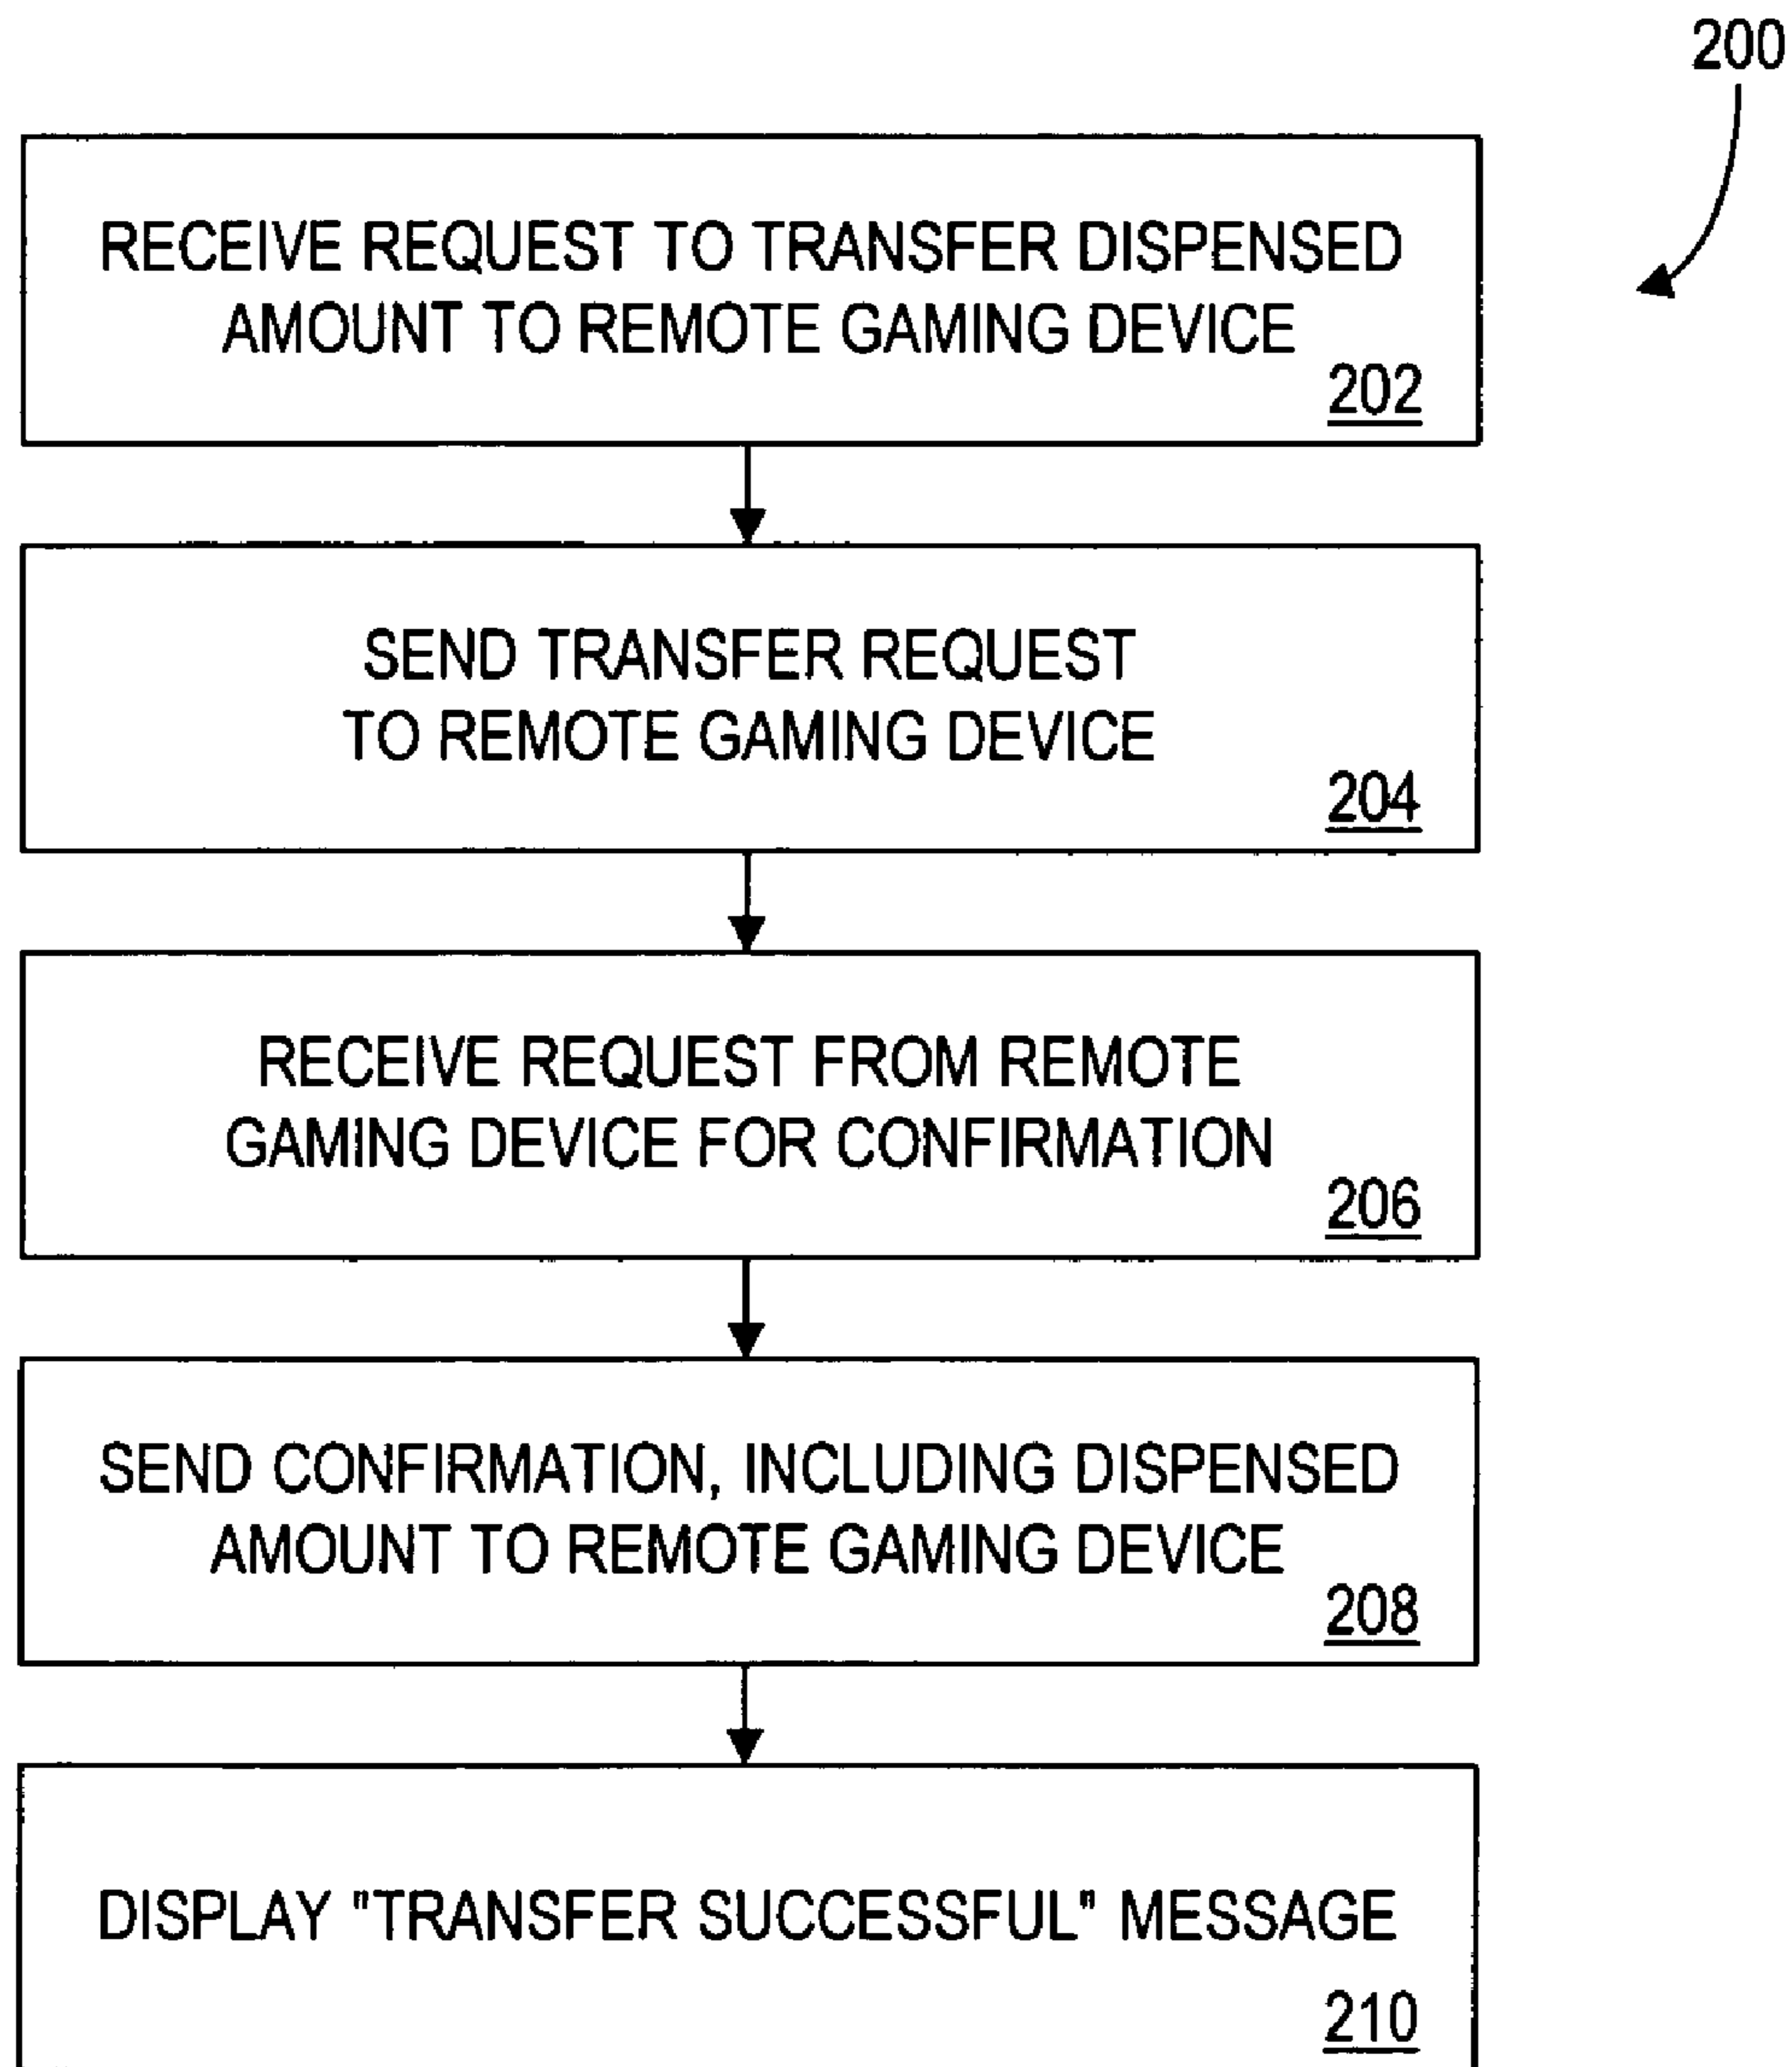 200
RECEIVE REQUEST TO TRANSFER DISPENSED
AMOUNT TO REMOTE GAMING DEVICE
202
SEND TRANSFER REQUEST
TO REMOTE GAMING DEVICE
204
RECEIVE REQUEST FROM REMOTE
GAMING DEVICE FOR CONFIRMATION
206
SEND CONFIRMATION, INCLUDING DISPENSED
AMOUNT TO REMOTE GAMING DEVICE
208
DISPLAY "TRANSFER SUCCESSFUL" MESSAGE
210